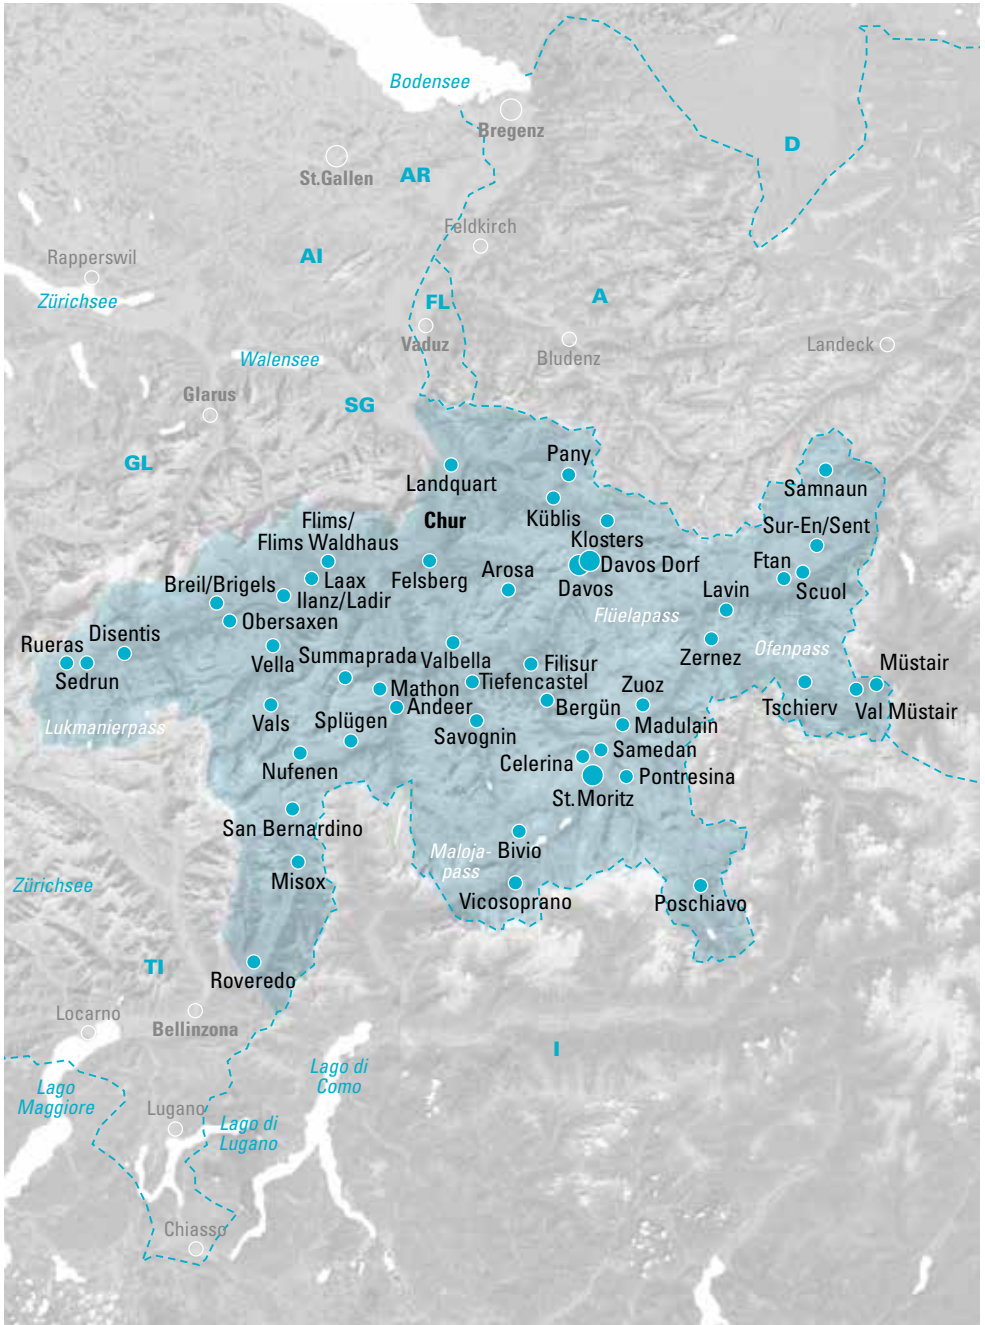 Bodensee
Bregenz
D
St.Gallen
AR
Feldkirch
AI
Rapperswil
Zürichsee
FL
A
Vaduz
Bludenz
Landeck
Walensee
Glarus
SG
GL
Pany
Landquart
Samnaun
Küblis
Chur
Flims/
Flims Waldhaus
Klosters
Sur-En/Sent
Davos Dorf
Ftan
Laax
Felsberg
Arosa
Davos
Scuol
Breil/Brigels
Ilanz/Ladir
Lavin
Obersaxen
Flüelapass
Disentis
Rueras
Ofenpass
Zernez
Vella
Summaprada
Valbella
Filisur
Müstair
Sedrun
Tiefencastel
Mathon
Zuoz
Andeer
Bergün
Tschierv
Val Müstair
Vals
Splügen
Madulain
Lukmanierpass
Savognin
Samedan
Celerina
Nufenen
Pontresina
St.Moritz
San Bernardino
Maloja-
pass
Bivio
Misox
Zürichsee
Vicosoprano
Poschiavo
TI
Roveredo
Locarno
Bellinzona
I
Lago di
Como
Lago
Maggiore
Lugano
Lago di
Lugano
Chiasso